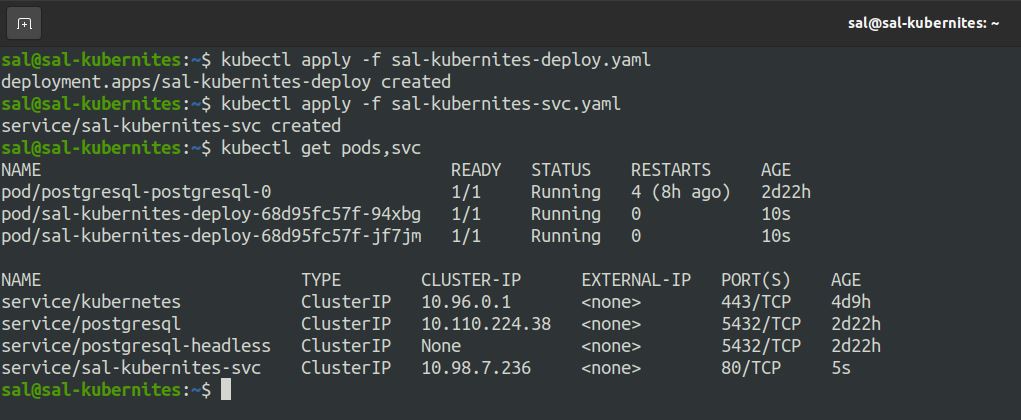 sal@sal-kubernites: ~
sal@sal-kubernites:~$ kubectl apply -f sal-kubernites-deploy.yaml
deployment.apps/sal-kubernites-deploy created
sal@sal-kubernites:~$ kubectl apply -f sal-kubernites-svc.yaml
service/sal-kubernites-svc created
sal@sal-kubernites:~$ kubectl get pods,svc
NAME                                         READY   STATUS    RESTARTS     AGE
pod/postgresql-postgresql-0                  1/1     Running   4 (8h ago)   2d22h
pod/sal-kubernites-deploy-68d95fc57f-94xbg   1/1     Running   0            10s
pod/sal-kubernites-deploy-68d95fc57f-jf7jm   1/1     Running   0            10s
NAME                          TYPE        CLUSTER-IP      EXTERNAL-IP   PORT(S)    AGE
service/kubernetes            ClusterIP   10.96.0.1       <none>        443/TCP    4d9h
service/postgresql            ClusterIP   10.110.224.38   <none>        5432/TCP   2d22h
service/postgresql-headless   ClusterIP   None            <none>        5432/TCP   2d22h
service/sal-kubernites-svc    ClusterIP   10.98.7.236     <none>        80/TCP     5s
sal@sal-kubernites:~$